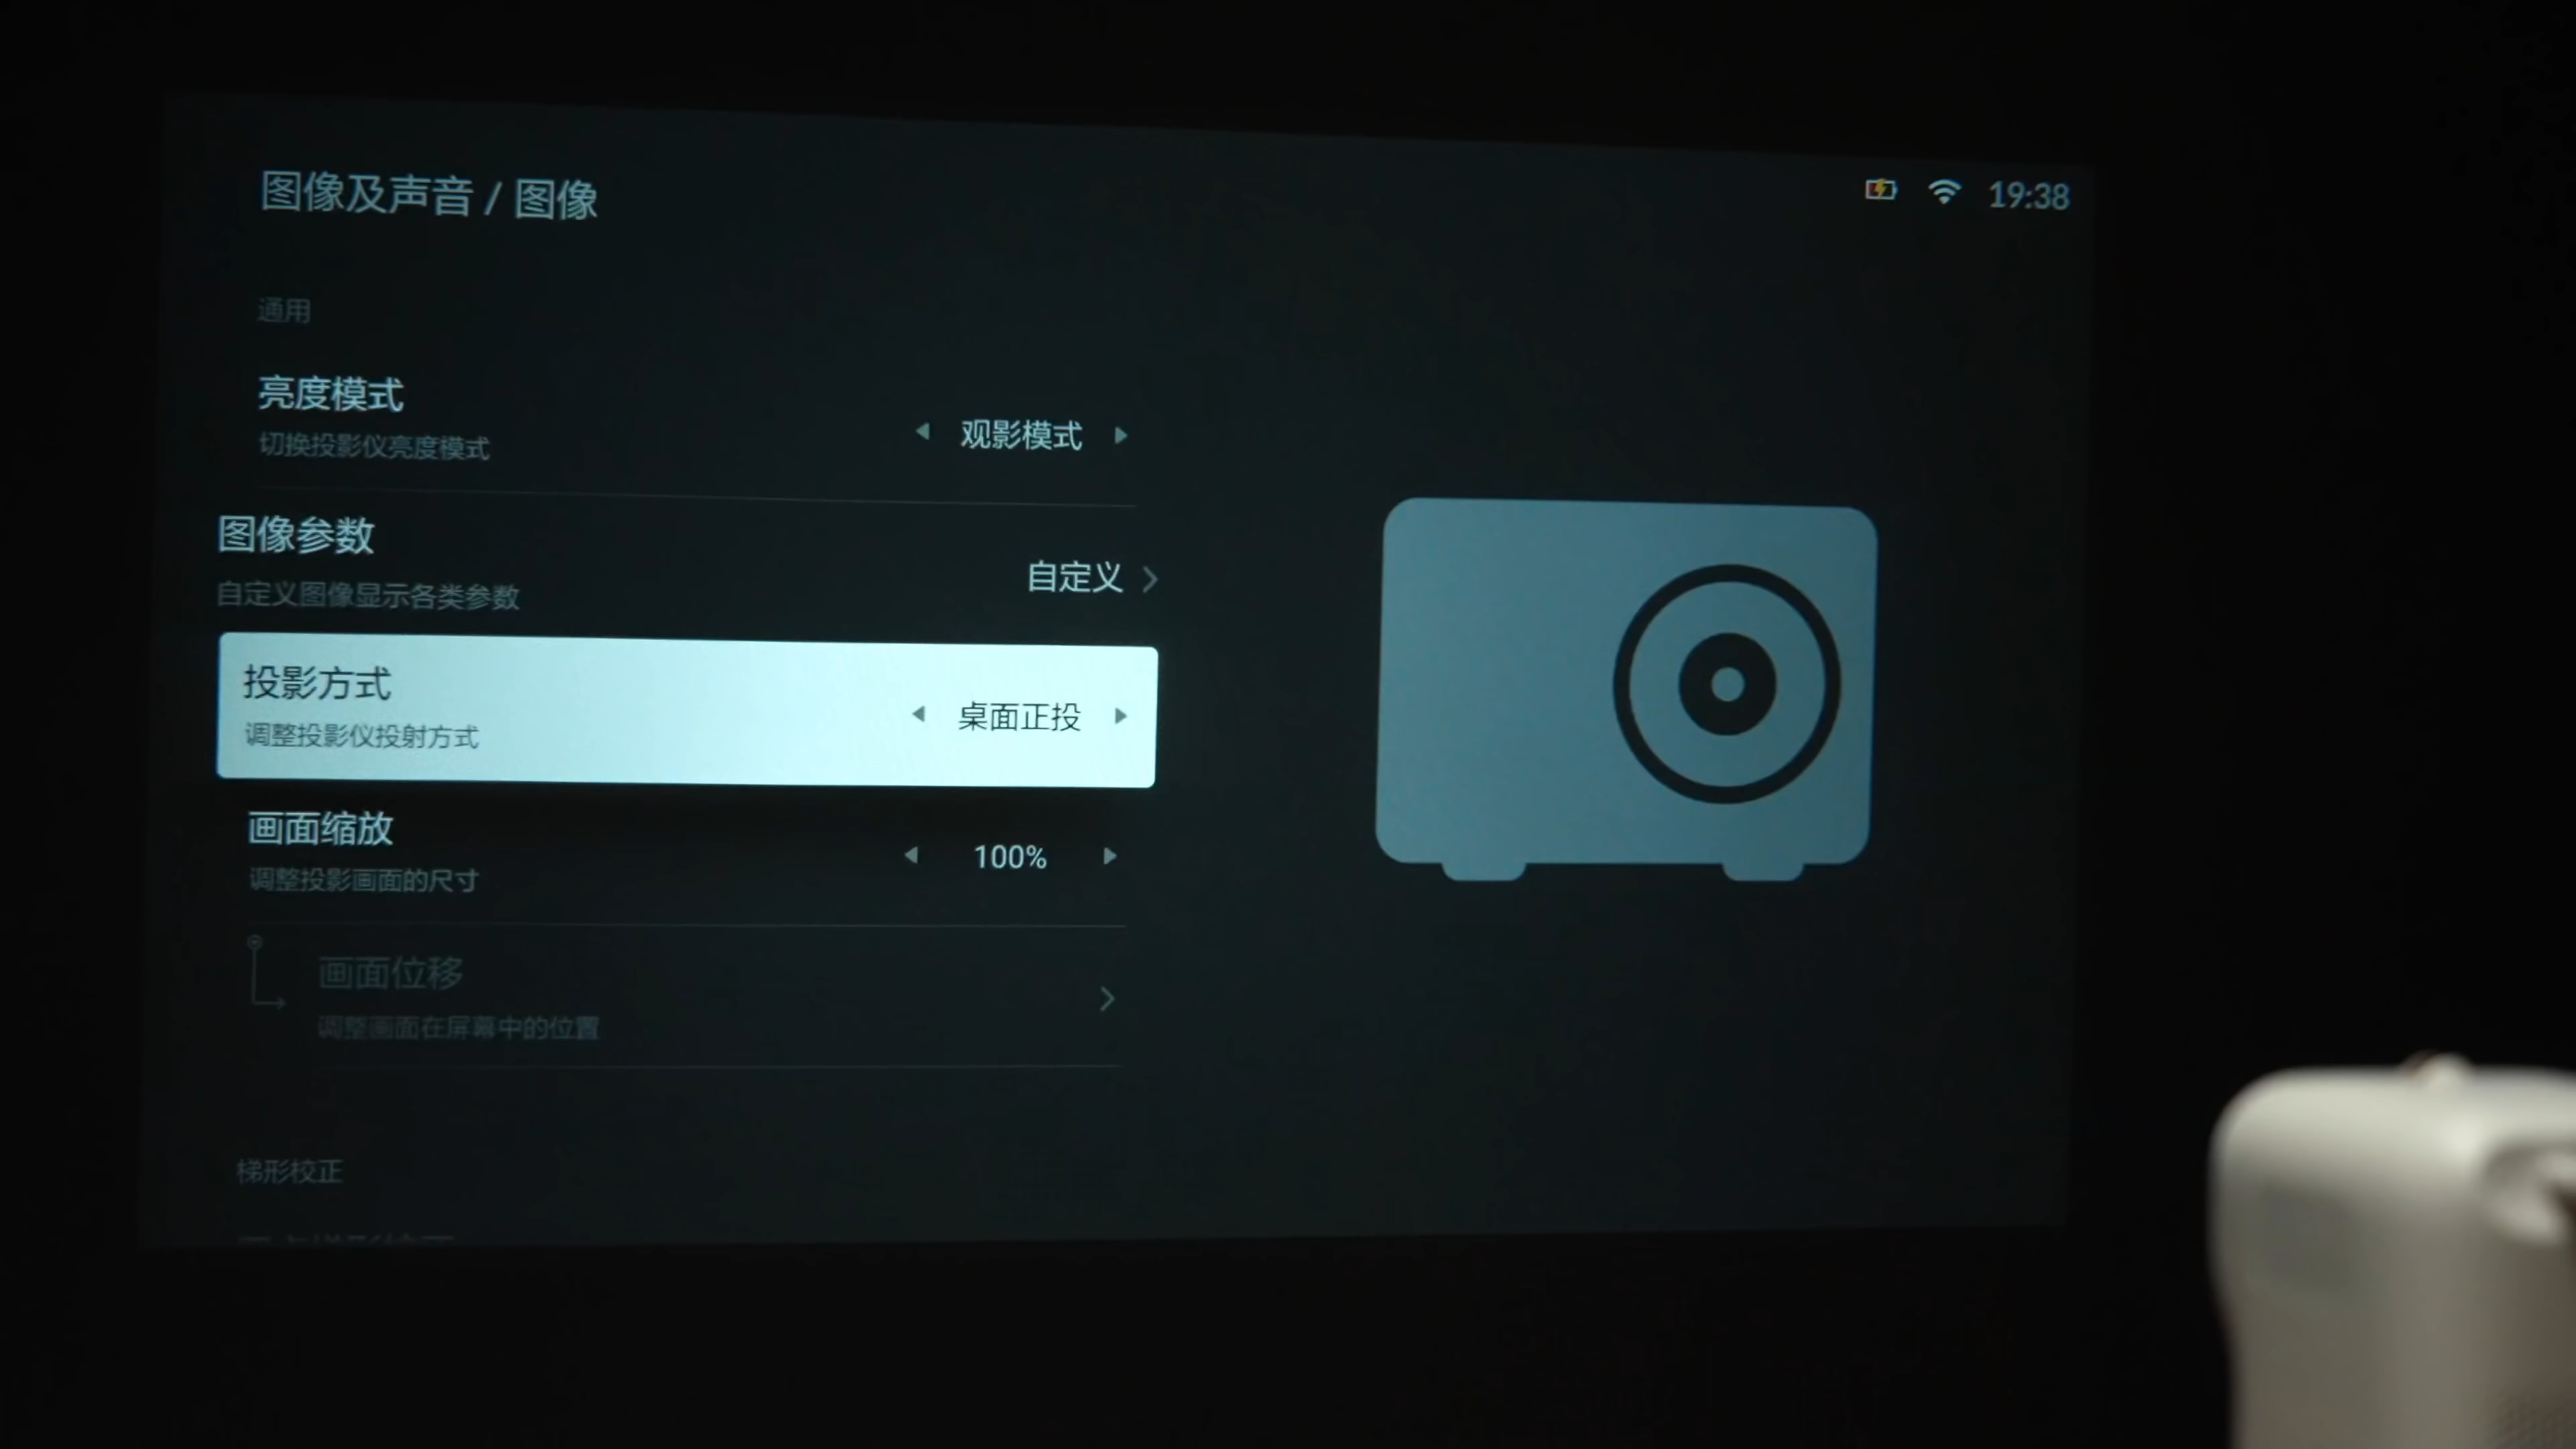 图像及声音 / 图像
19:38
通用
亮度模式
切换投影仪亮度模式
观影模式
图像参数
自定义图像显示各类参数
自定义
投影方式
调整投影仪投射方式
桌面正投
画面缩放
调整投影画面的尺寸
100%
画面位移
调整画面在屏幕中的位置
梯形校正